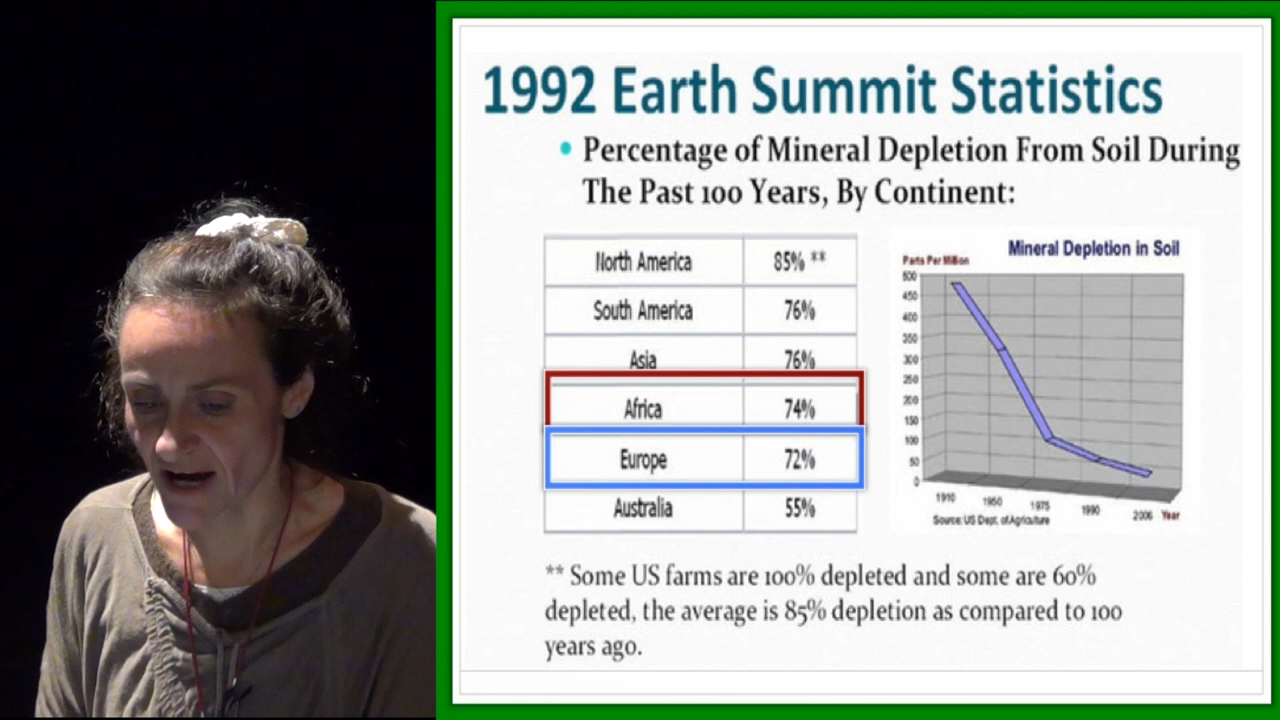 1992 Earth Summit Statistics
• Percentage of Mineral Depletion From Soil During
The Past 100 Years, By Continent:
North America 85% **
South America 76%
Asia 76%
Africa 74%
Europe 72%
Australia 55%
Mineral Depletion in Soil
Parts Per Million
500
450
400
350
300
250
200
150
100
50
0
1910 1950 1975 1990 2006 Year
Source: US Dept. of Agriculture
** Some US farms are 100% depleted and some are 60%
depleted, the average is 85% depletion as compared to 100
years ago.